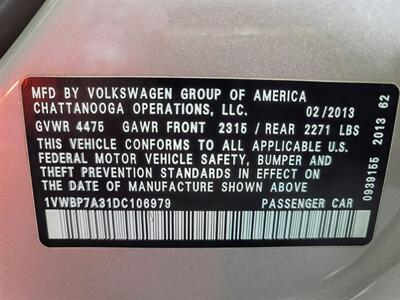 MFD BY VOLKSWAGEN GROUP OF AMERICA
CHATTANOOGA OPERATIONS, LLC. 02/2013
GVWR 4475 GAWR FRONT 2315 / REAR 2271 LBS
THIS VEHICLE CONFORMS TO ALL APPLICABLE U.S.
FEDERAL MOTOR VEHICLE SAFETY, BUMPER AND
THEFT PREVENTION STANDARDS IN EFFECT ON
THE DATE OF MANUFACTURE SHOWN ABOVE
1VWBP7A31DC106979 PASSENGER CAR
0939155 2013 62